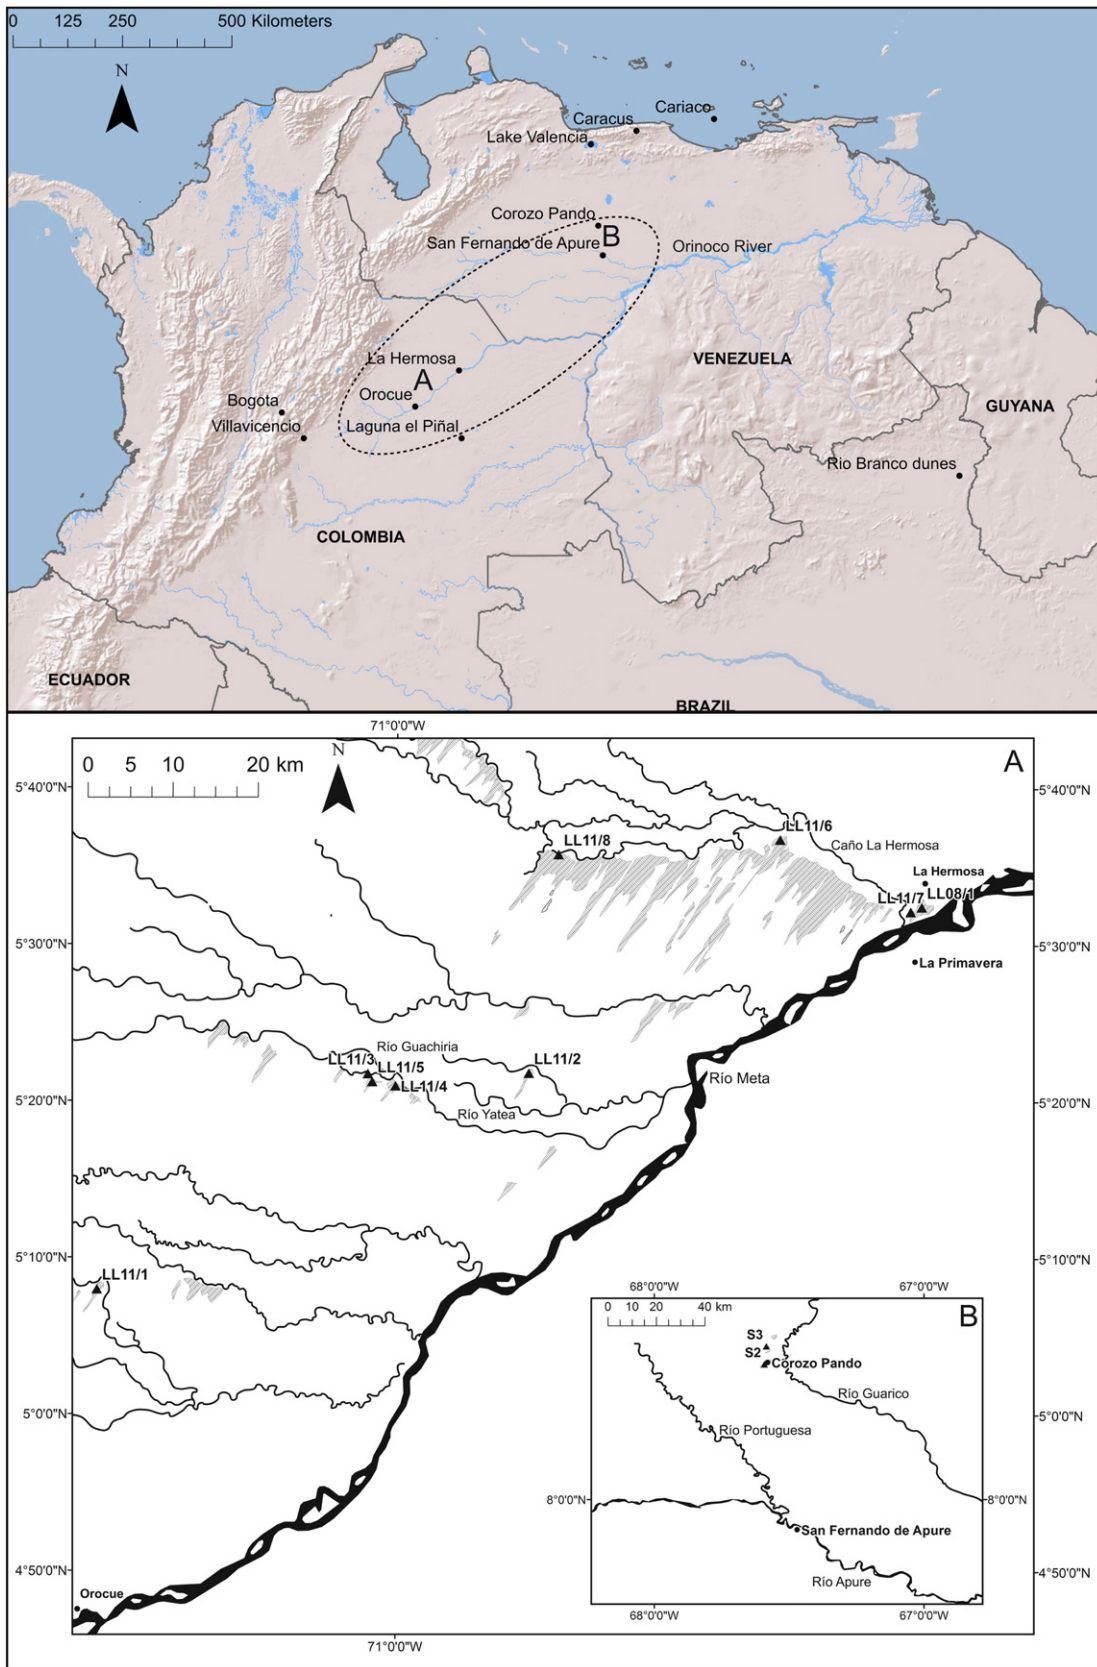 0 125 250 500 Kilometers
N
Cariaco
Caracus
Lake Valencia
Corozo Pando
B
San Fernando de Apure
Orinoco River
La Hermosa
VENEZUELA
A
Orocue
Bogota
GUYANA
Villavicencio
Laguna el Piñal
Rio Branco dunes
COLOMBIA
ECUADOR
BRAZIL
71°0'0"W
N
A
0 5 10 20 km
5°40'0"N
5°40'0"N
LL11/6
LL11/8
Caño La Hermosa
La Hermosa
LL11/7
LL08/1
5°30'0"N
5°30'0"N
La Primavera
Río Guachiria
LL11/3
LL11/5
LL11/2
LL11/4
Río Meta
5°20'0"N
5°20'0"N
Río Yatea
5°10'0"N
5°10'0"N
LL11/1
68°0'0"W
67°0'0"W
0 10 20 40 km
B
S3
S2
Corozo Pando
Río Guarico
5°0'0"N
5°0'0"N
Río Portuguesa
8°0'0"N
8°0'0"N
San Fernando de Apure
4°50'0"N
4°50'0"N
Río Apure
Orocue
68°0'0"W
67°0'0"W
71°0'0"W